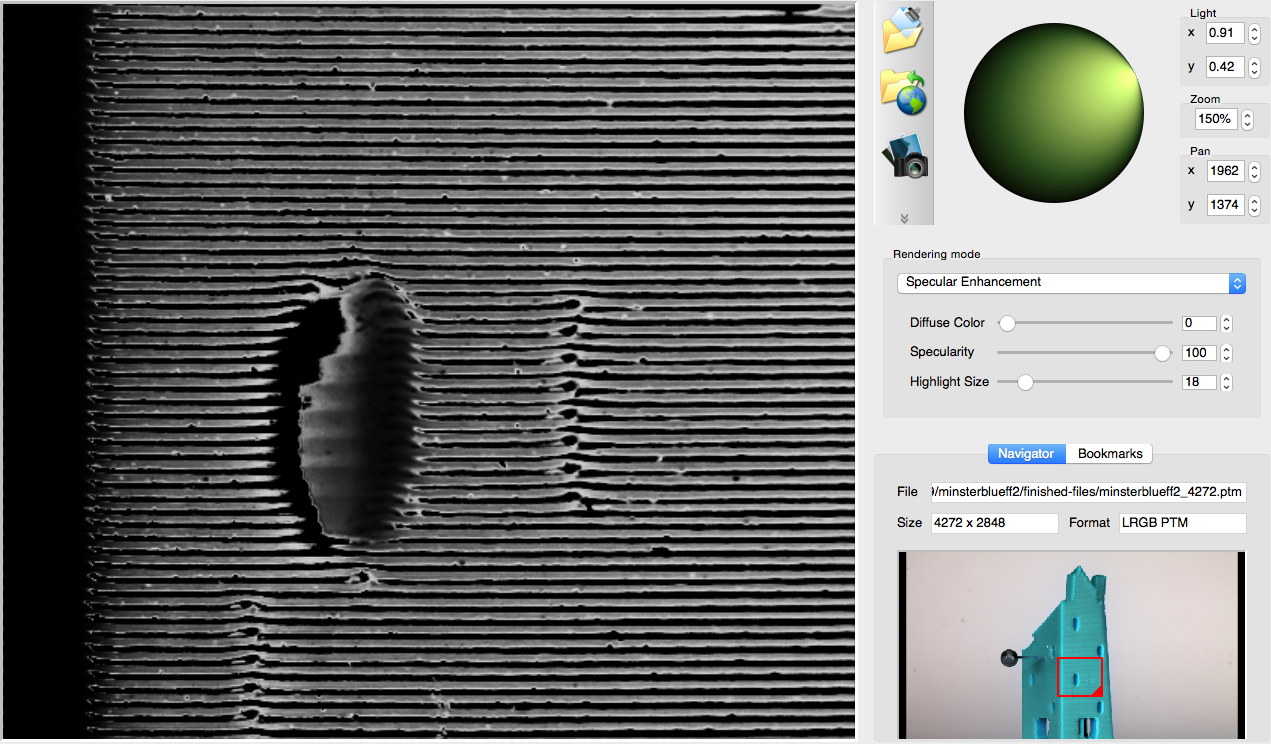 Light
x 0.91
y 0.42
Zoom
150%
Pan
x 1962
y 1374
Rendering mode
Specular Enhancement
Diffuse Color 0
Specularity 100
Highlight Size 18
Navigator Bookmarks
File /minsterblueff2/finished-files/minsterblueff2_4272.ptm
Size 4272 x 2848 Format LRGB PTM